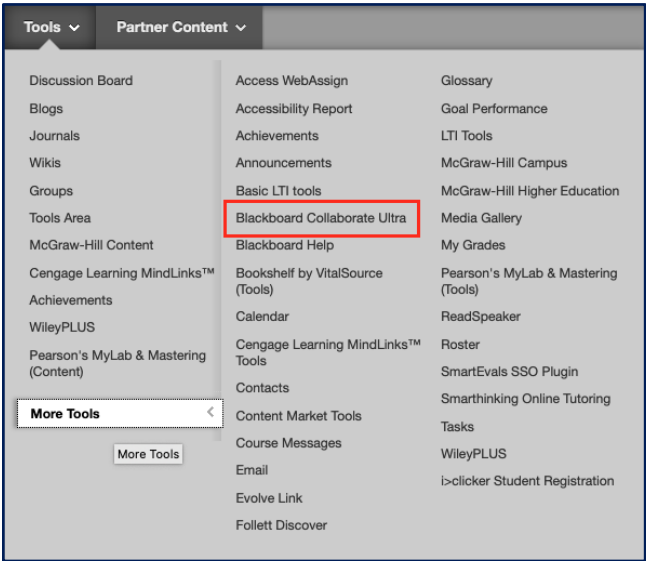 Tools
Partner Content
Discussion Board
Blogs
Journals
Wikis
Groups
Tools Area
McGraw-Hill Content
Cengage Learning MindLinks™
Achievements
WileyPLUS
Pearson's MyLab & Mastering
(Content)
More Tools
More Tools
Access WebAssign
Accessibility Report
Achievements
Announcements
Basic LTI tools
Blackboard Collaborate Ultra
Blackboard Help
Bookshelf by VitalSource
(Tools)
Calendar
Cengage Learning MindLinks™
Tools
Contacts
Content Market Tools
Course Messages
Email
Evolve Link
Follett Discover
Glossary
Goal Performance
LTI Tools
McGraw-Hill Campus
McGraw-Hill Higher Education
Media Gallery
My Grades
Pearson's MyLab & Mastering
(Tools)
ReadSpeaker
Roster
SmartEvals SSO Plugin
Smarthinking Online Tutoring
Tasks
WileyPLUS
i>clicker Student Registration